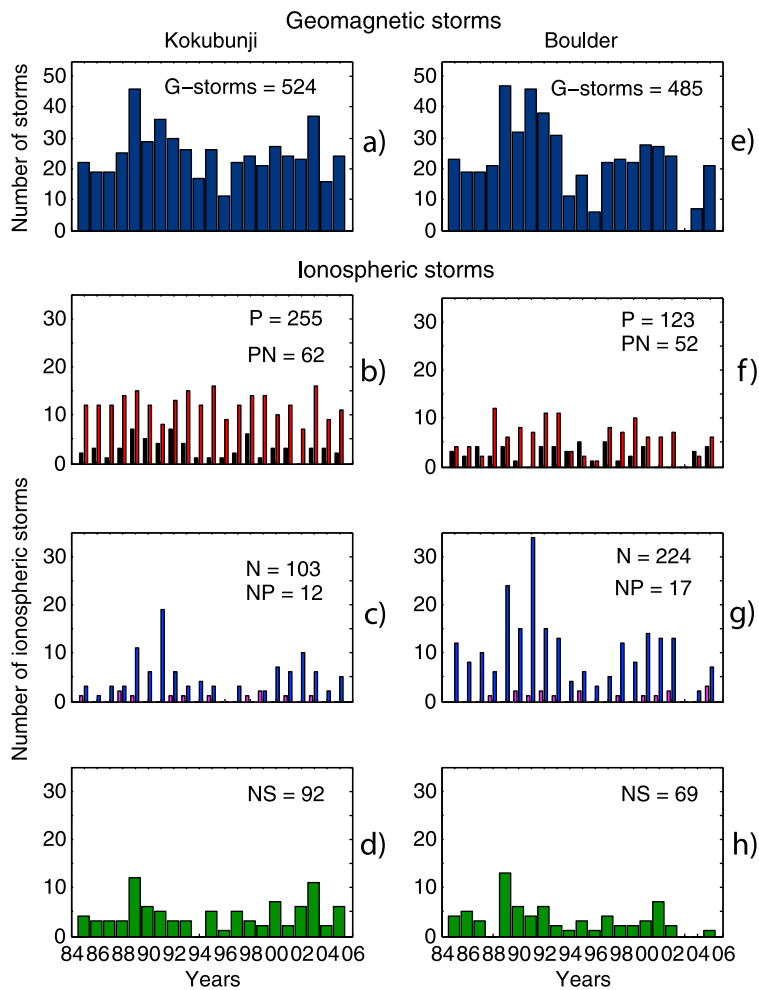 Geomagnetic storms
Kokubunji
Boulder
Number of storms
50
40
30
20
10
0
G−storms = 524
a)
50
40
30
20
10
0
G−storms = 485
e)
Ionospheric storms
Number of ionospheric storms
30
20
10
0
P = 255
PN = 62
b)
30
20
10
0
P = 123
PN = 52
f)
30
20
10
0
N = 103
NP = 12
c)
30
20
10
0
N = 224
NP = 17
g)
30
20
10
0
NS = 92
d)
84 86 88 90 92 94 96 98 00 02 04 06
Years
30
20
10
0
NS = 69
h)
84 86 88 90 92 94 96 98 00 02 04 06
Years